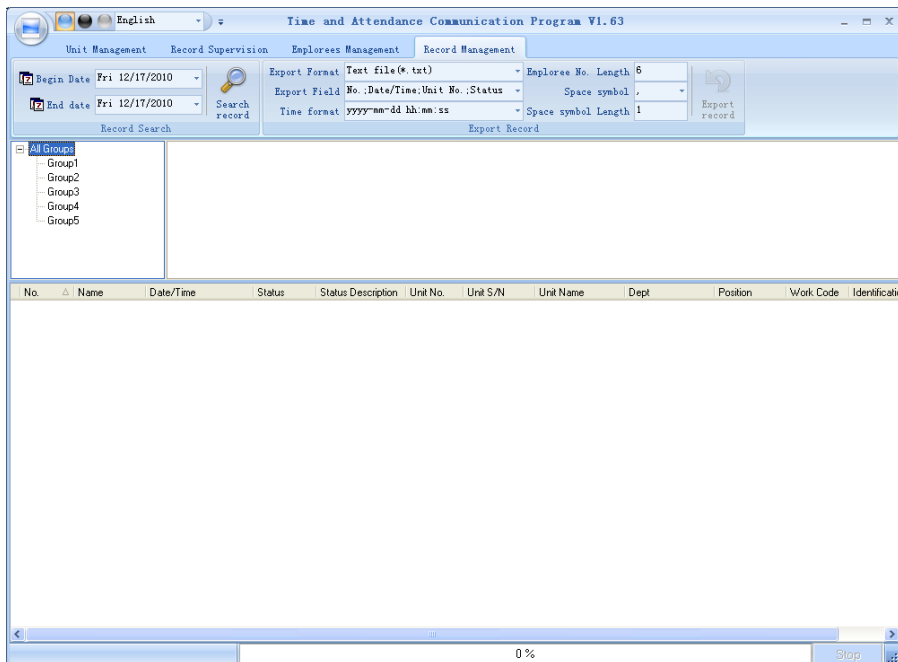 English Time and Attendance Communication Program V1.63
Unit Management Record Supervision Emplorees Management Record Management
Begin Date Fri 12/17/2010
End date Fri 12/17/2010
Search record
Record Search
Export Format Text file(*.txt) Emploree No. Length 6
Export Field No.;Date/Time;Unit No.;Status Space symbol ,
Time format yyyy-mm-dd hh:mm:ss Space symbol Length 1
Export record
Export Record
All Groups
Group1
Group2
Group3
Group4
Group5
No. Name Date/Time Status Status Description Unit No. Unit S/N Unit Name Dept Position Work Code Identificati
0 % Stop